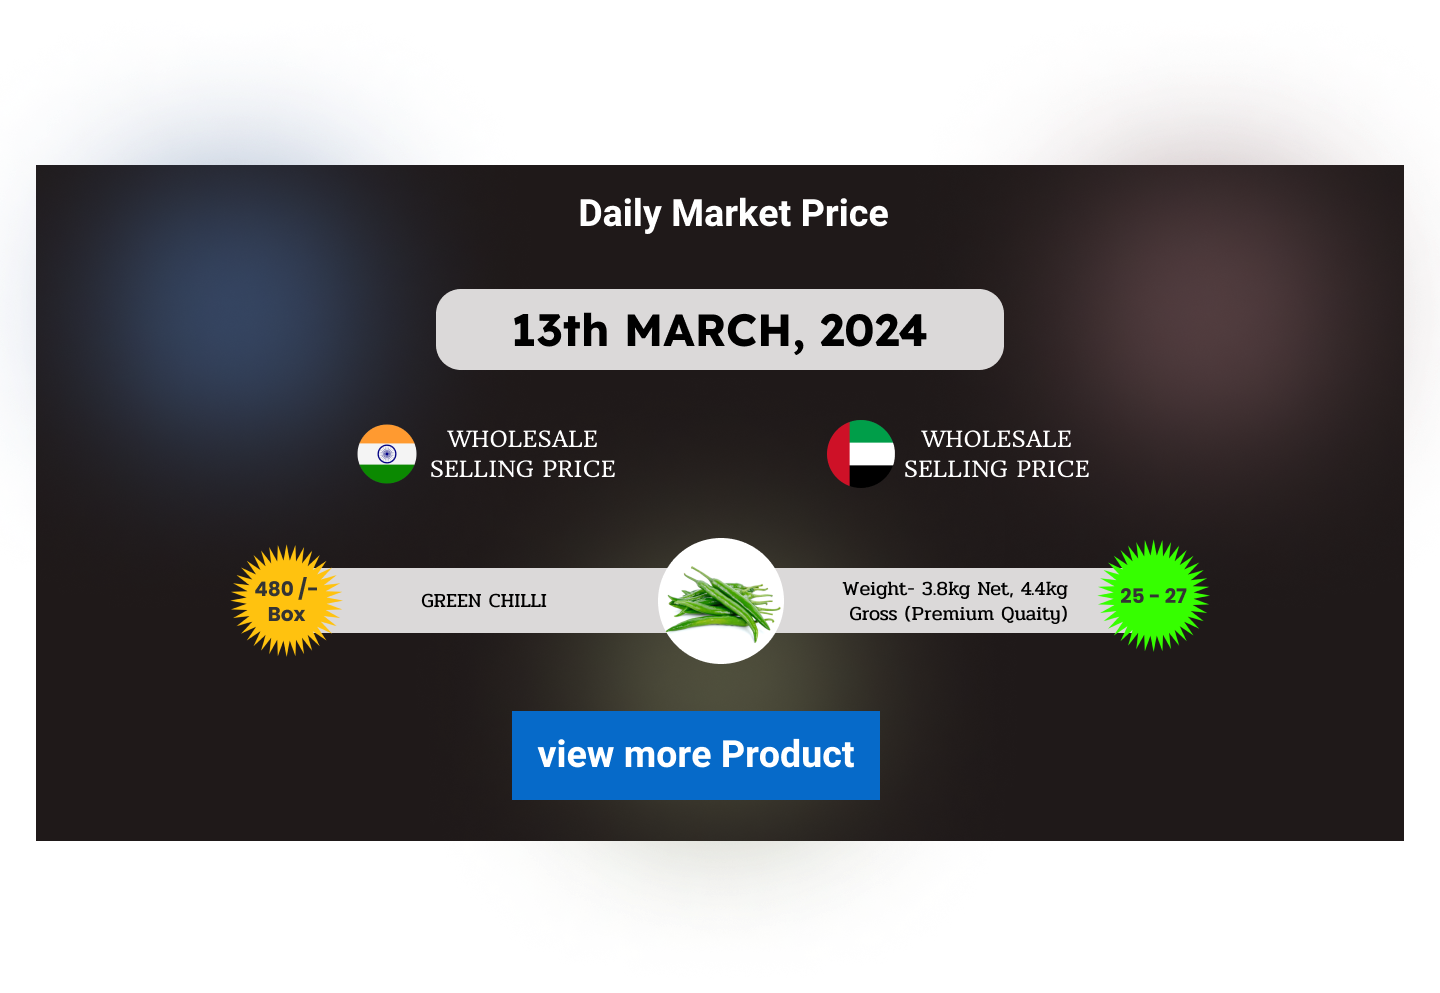 Daily Market Price
13th MARCH, 2024
WHOLESALE
SELLING PRICE
WHOLESALE
SELLING PRICE
480 /-
Box
GREEN CHILLI
Weight- 3.8kg Net, 4.4kg
Gross (Premium Quaity)
25 - 27
view more Product